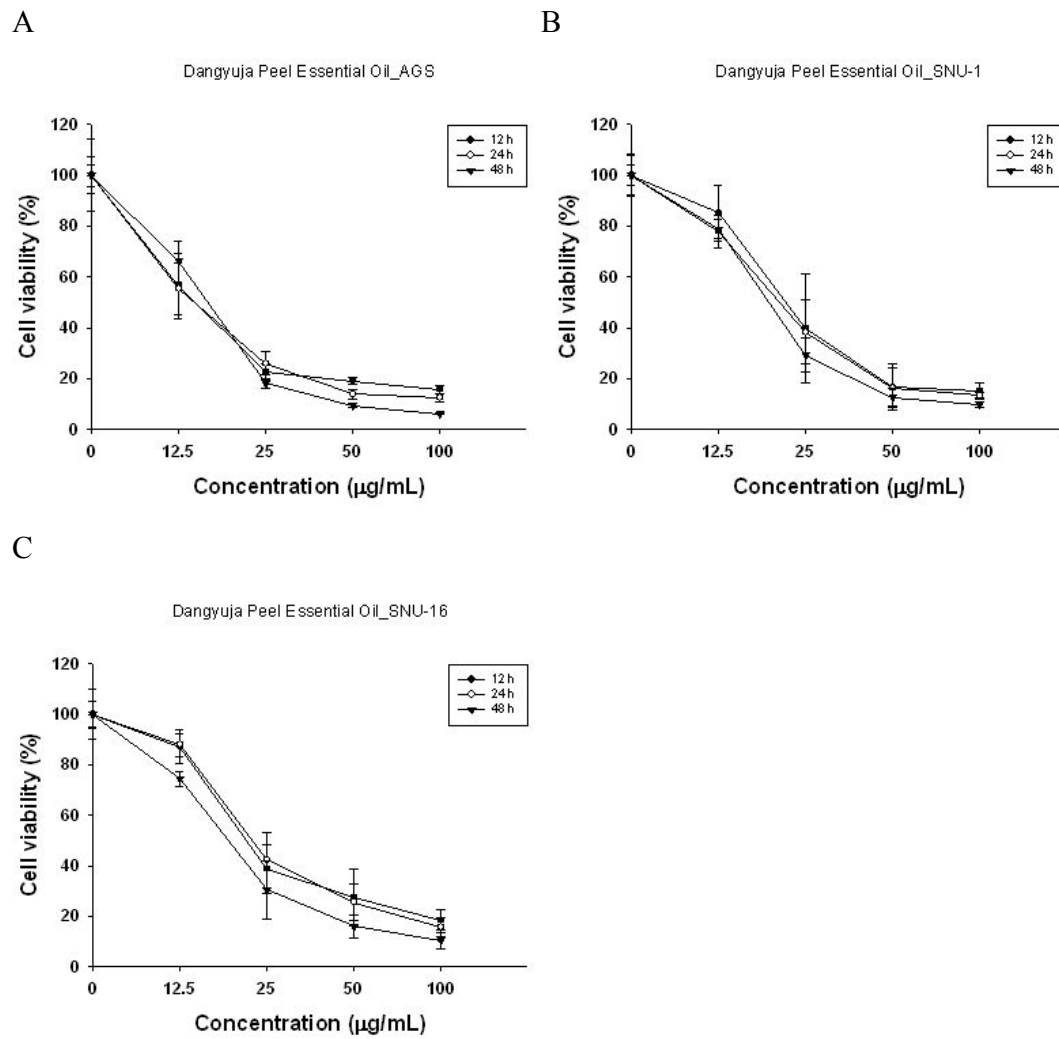 A
Dangyuja Peel Essential Oil_AGS
120
100
80
60
40
20
0
Cell viability (%)
12 h
24 h
48 h
0 12.5 25 50 100
Concentration (μg/mL)
B
Dangyuja Peel Essential Oil_SNU-1
120
100
80
60
40
20
0
Cell viability (%)
12 h
24 h
48 h
0 12.5 25 50 100
Concentration (μg/mL)
C
Dangyuja Peel Essential Oil_SNU-16
120
100
80
60
40
20
0
Cell viability (%)
12 h
24 h
48 h
0 12.5 25 50 100
Concentration (μg/mL)